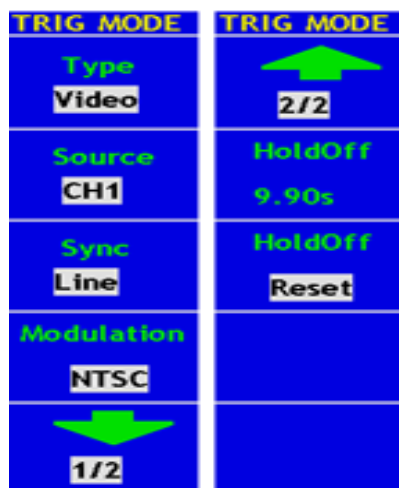 TRIG MODE
Type
Video
Source
CH1
Sync
Line
Modulation
NTSC
1/2
TRIG MODE
2/2
HoldOff
9.90s
HoldOff
Reset